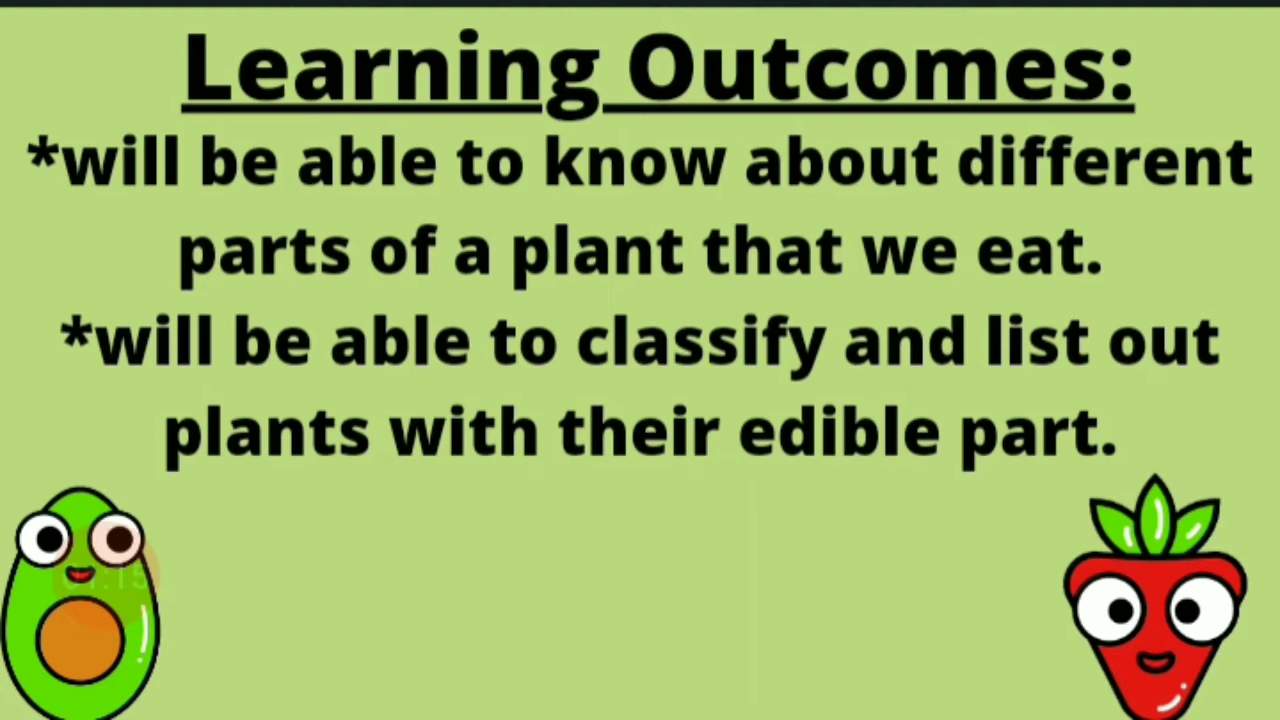 Learning Outcomes:
*will be able to know about different
parts of a plant that we eat.
*will be able to classify and list out
plants with their edible part.